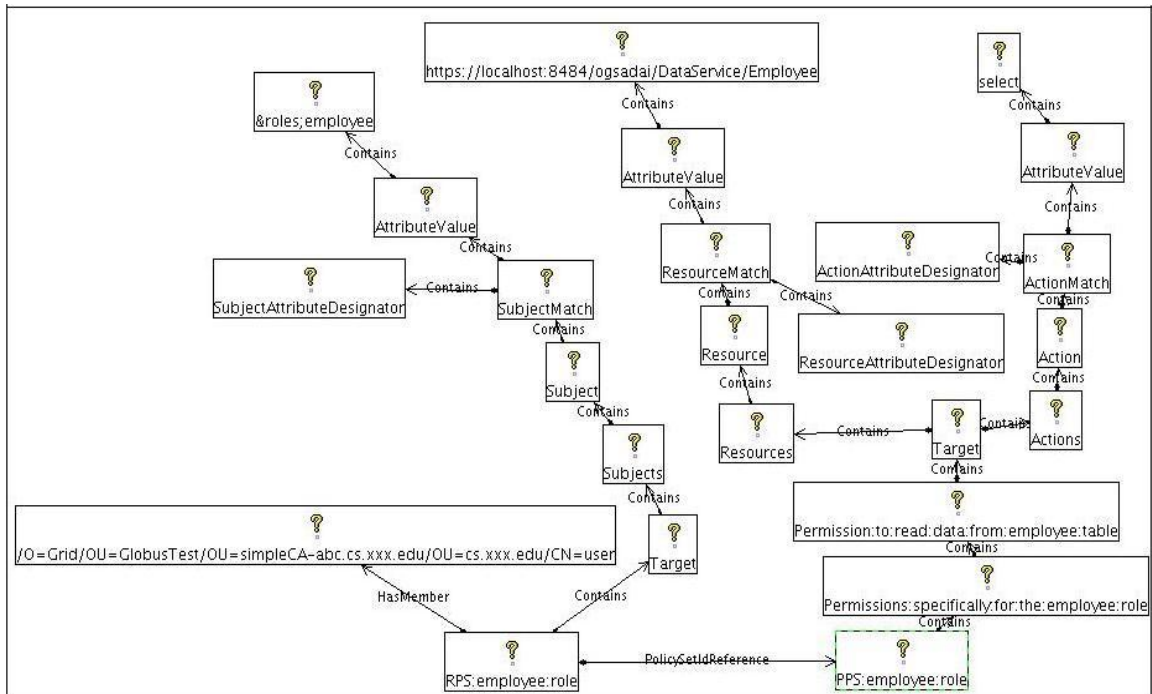 https://localhost:8484/ogsadai/DataService/Employee
select
&roles;employee
Contains
Contains
Contains
AttributeValue
AttributeValue
AttributeValue
Contains
Contains
Contains
SubjectAttributeDesignator
Contains
SubjectMatch
ResourceMatch
ActionAttributeDesignator
Contains
ActionMatch
Contains
Contains
Contains
Contains
Subject
Resource
ResourceAttributeDesignator
Action
Contains
Contains
Contains
Subjects
Resources
Contains
Target
Contains
Actions
Contains
Contains
/O=Grid/OU=GlobusTest/OU=simpleCA-abc.cs.xxx.edu/OU=cs.xxx.edu/CN=user
Target
Permission:to:read:data:from:employee:table
Contains
HasMember
Contains
Permissions:specifically:for:the:employee:role
Contains
RPS:employee:role
PolicySetIdReference
PPS:employee:role